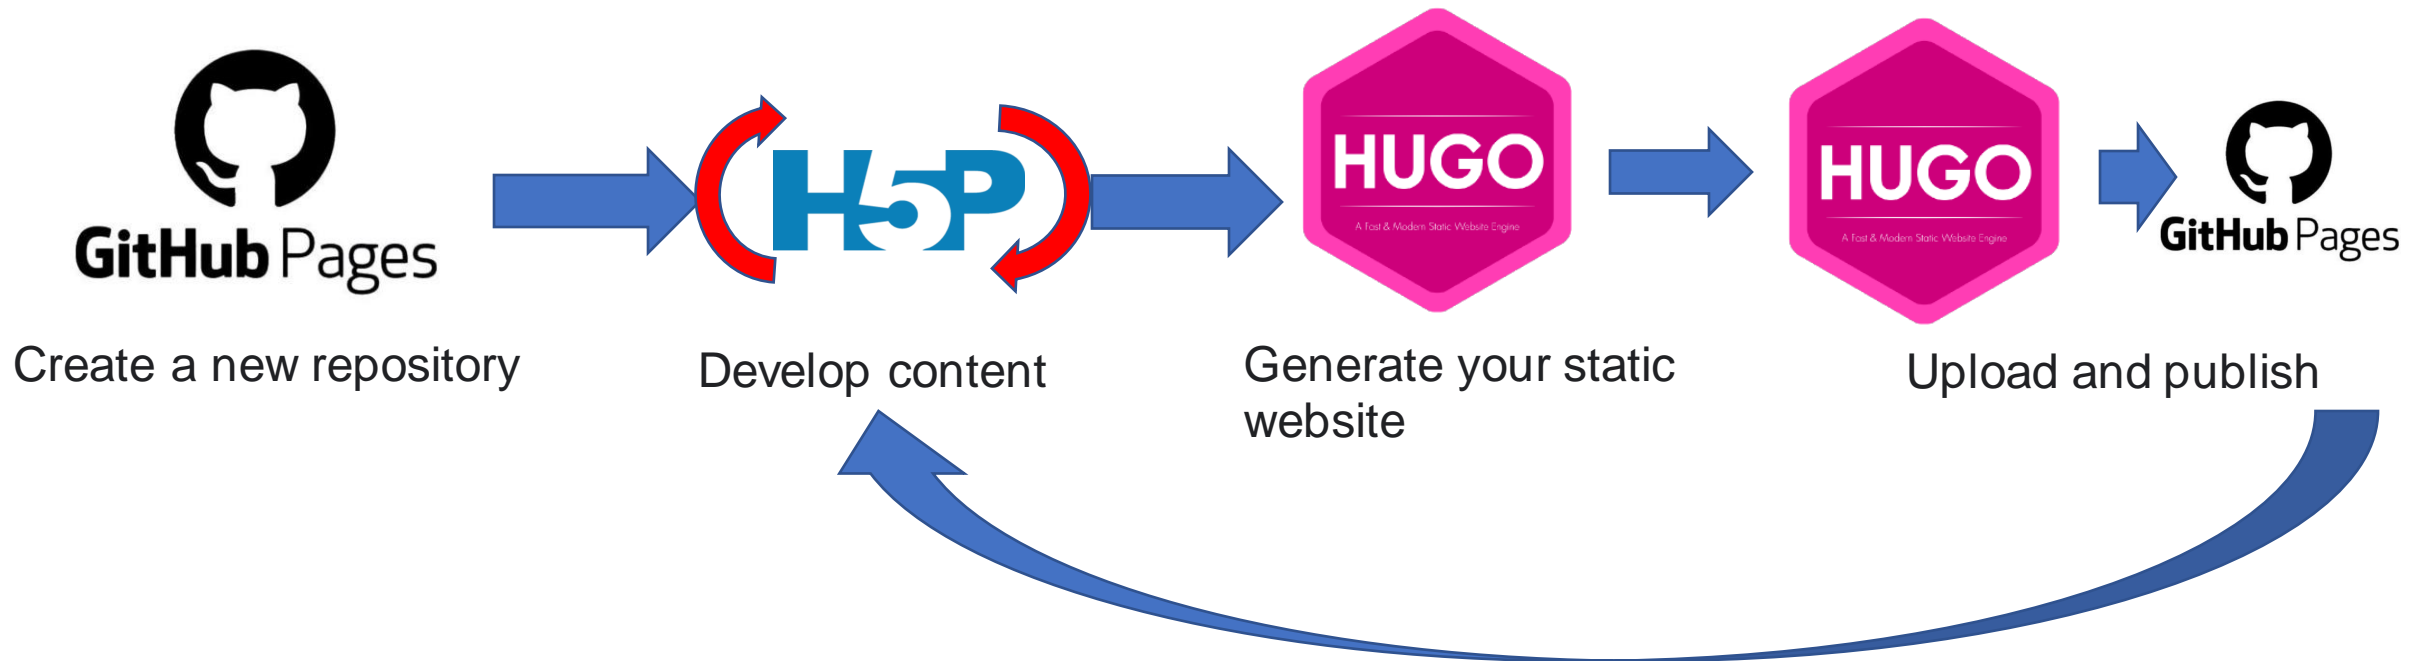 GitHub Pages
H5P
HUGO
A Fast & Modern Static Website Engine
HUGO
A Fast & Modern Static Website Engine
GitHub Pages
Create a new repository
Develop content
Generate your static
website
Upload and publish